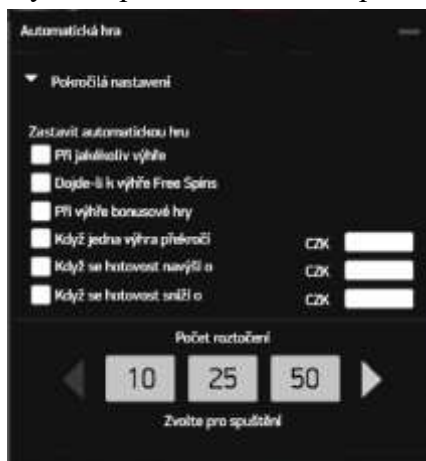 Automatická hra
Pokročilá nastavení
Zastavit automatickou hru
Při jakékoliv výhře
Dojde-li k výhře Free Spins
Při výhře bonusové hry
Když jedna výhra překročí CZK
Když se hotovost navýší o CZK
Když se hotovost sníží o CZK
Počet roztočení
10 25 50
Zvolte pro spuštění